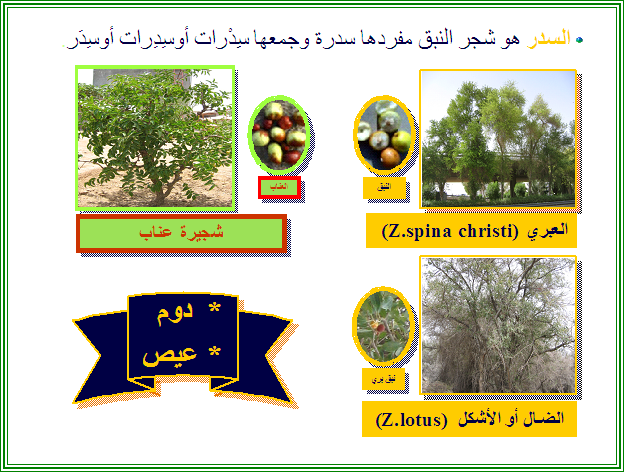 السدر هو شجر النبق مفردها سدرة وجمعها سِدْرات أوسِدِرات أوسِدَر.
النبق
العناب
العبري (Z.spina christi)
شجيرة عناب
* دوم
* عيص
نبق بري
الضال أو الأشكل (Z.lotus)